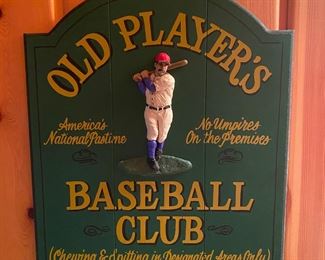 OLD PLAYER'S
America's
National Pastime
No Umpires
On the Premises
BASEBALL
CLUB
(Chewing & Spitting in Designated Areas Only)